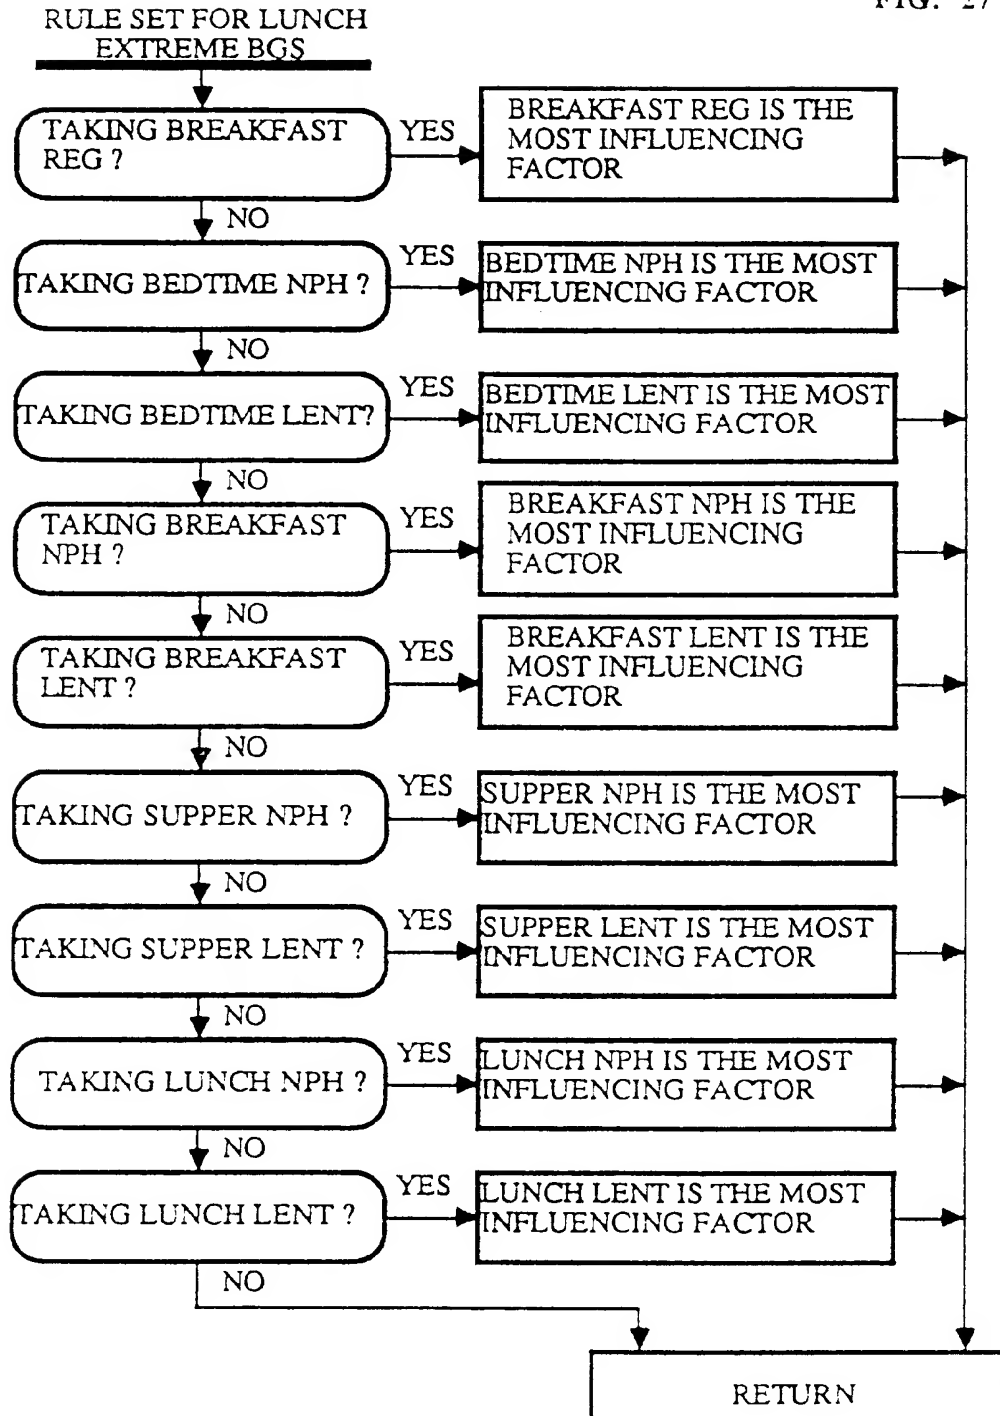 FIG. 27
RULE SET FOR LUNCH
EXTREME BGS
TAKING BREAKFAST
REG ?
YES
BREAKFAST REG IS THE
MOST INFLUENCING
FACTOR
NO
TAKING BEDTIME NPH ?
YES
BEDTIME NPH IS THE MOST
INFLUENCING FACTOR
NO
TAKING BEDTIME LENT?
YES
BEDTIME LENT IS THE MOST
INFLUENCING FACTOR
NO
TAKING BREAKFAST
NPH ?
YES
BREAKFAST NPH IS THE
MOST INFLUENCING
FACTOR
NO
TAKING BREAKFAST
LENT ?
YES
BREAKFAST LENT IS THE
MOST INFLUENCING
FACTOR
NO
TAKING SUPPER NPH ?
YES
SUPPER NPH IS THE MOST
INFLUENCING FACTOR
NO
TAKING SUPPER LENT ?
YES
SUPPER LENT IS THE MOST
INFLUENCING FACTOR
NO
TAKING LUNCH NPH ?
YES
LUNCH NPH IS THE MOST
INFLUENCING FACTOR
NO
TAKING LUNCH LENT ?
YES
LUNCH LENT IS THE MOST
INFLUENCING FACTOR
NO
RETURN